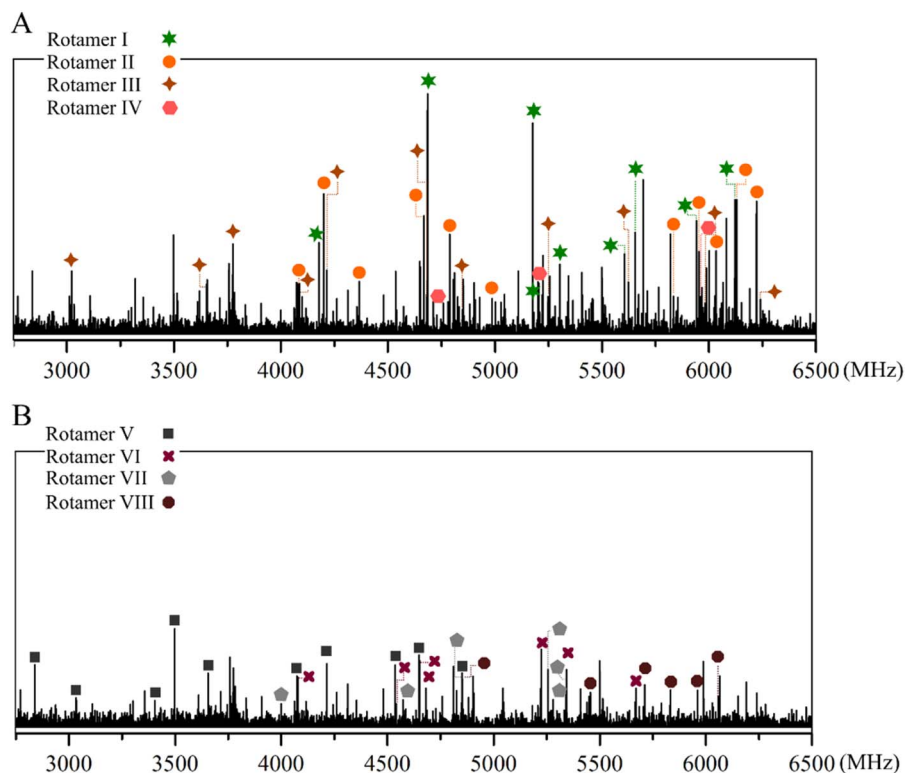 A
Rotamer I
Rotamer II
Rotamer III
Rotamer IV
3000 3500 4000 4500 5000 5500 6000 6500 (MHz)
B
Rotamer V
Rotamer VI
Rotamer VII
Rotamer VIII
3000 3500 4000 4500 5000 5500 6000 6500 (MHz)